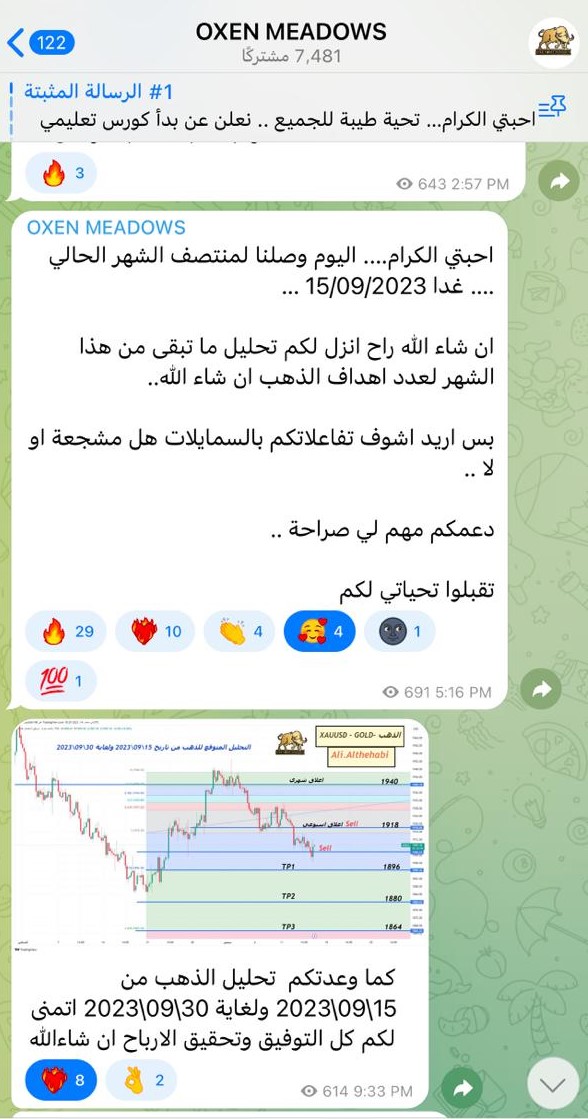 122
OXEN MEADOWS
7,481 مشتركًا
#1 الرسالة المثبتة
احبتي الكرام... تحية طيبة للجميع .. نعلن عن بدأ كورس تعليمي
3
643 2:57 PM
OXEN MEADOWS
احبتي الكرام.... اليوم وصلنا لمنتصف الشهر الحالي
.... غدا 15/09/2023 ...
ان شاء الله راح انزل لكم تحليل ما تبقى من هذا
الشهر لعدد اهداف الذهب ان شاء الله..
بس اريد اشوف تفاعلاتكم بالسمايلات هل مشجعة او
لا ..
دعمكم مهم لي صراحة ..
تقبلوا تحياتي لكم
29 10 4 4 1
100 1
691 5:16 PM
التحليل المتوقع للذهب من تاريخ 15\09\2023 ولغاية 30\09\2023
XAUUSD - GOLD- الذهب
Ali.Althehabi
اغلاق شهري 1940
اغلاق اسبوعي Sell 1918
Sell
TP1 1896
TP2 1880
TP3 1864
كما وعدتكم تحليل الذهب من
15\09\2023 ولغاية 30\09\2023 اتمنى
لكم كل التوفيق وتحقيق الارباح ان شاءالله
8 2
614 9:33 PM